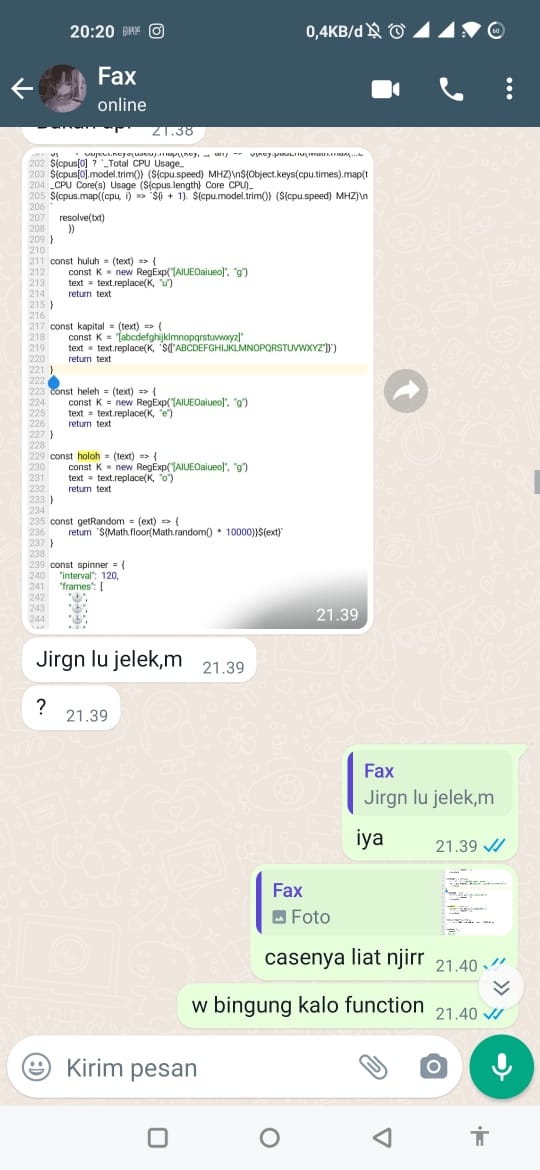 20:20
0,4KB/d
60
Fax
online
21.38
202 ${cpus[0] ? `_Total CPU Usage_
203 ${cpus[0].model.trim()} (${cpu.speed} MHZ)\n${Object.keys(cpu.times).map(t
204 _CPU Core(s) Usage (${cpus.length} Core CPU)_
205 ${cpus.map((cpu, i) => `${i + 1}. ${cpu.model.trim()} (${cpu.speed} MHZ)\n
206 `
207 resolve(txt)
208 })
209 }
210
211 const huluh = (text) => {
212 const K = new RegExp("[AIUEOaiueo]", "g")
213 text = text.replace(K, "u")
214 return text
215 }
216
217 const kapital = (text) => {
218 const K = "[abcdefghijklmnopqrstuvwxyz]"
219 text = text.replace(K, `${["ABCDEFGHIJKLMNOPQRSTUVWXYZ"]}`)
220 return text
221 }
222
223 const heleh = (text) => {
224 const K = new RegExp("[AIUEOaiueo]", "g")
225 text = text.replace(K, "e")
226 return text
227 }
228
229 const holoh = (text) => {
230 const K = new RegExp("[AIUEOaiueo]", "g")
231 text = text.replace(K, "o")
232 return text
233 }
234
235 const getRandom = (ext) => {
236 return `${Math.floor(Math.random() * 10000)}${ext}`
237 }
238
239 const spinner = {
240 "interval": 120,
241 "frames": [
242
243
244
21.39
Jirgn lu jelek,m 21.39
? 21.39
Fax
Jirgn lu jelek,m
iya 21.39
Fax
Foto
casenya liat njirr 21.40
w bingung kalo function 21.40
Kirim pesan